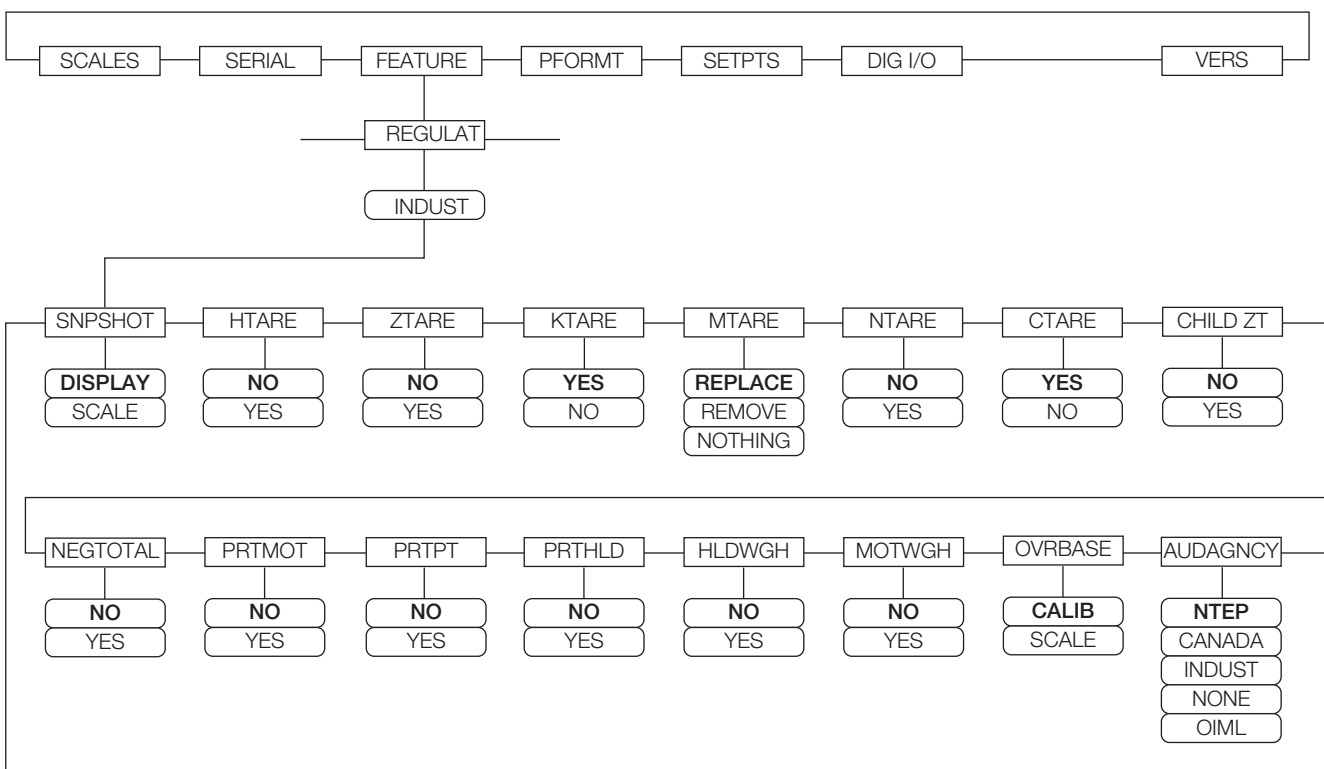 SCALES SERIAL FEATURE PFORMT SETPTS DIG I/O VERS
REGULAT
INDUST
SNPSHOT HTARE ZTARE KTARE MTARE NTARE CTARE CHILD ZT
DISPLAY NO NO YES REPLACE NO YES NO
SCALE YES YES NO REMOVE YES NO YES
NOTHING
NEGTOTAL PRTMOT PRTPT PRTHLD HLDWGH MOTWGH OVRBASE AUDAGNCY
NO NO NO NO NO NO CALIB NTEP
YES YES YES YES YES YES SCALE CANADA
INDUST
NONE
OIML